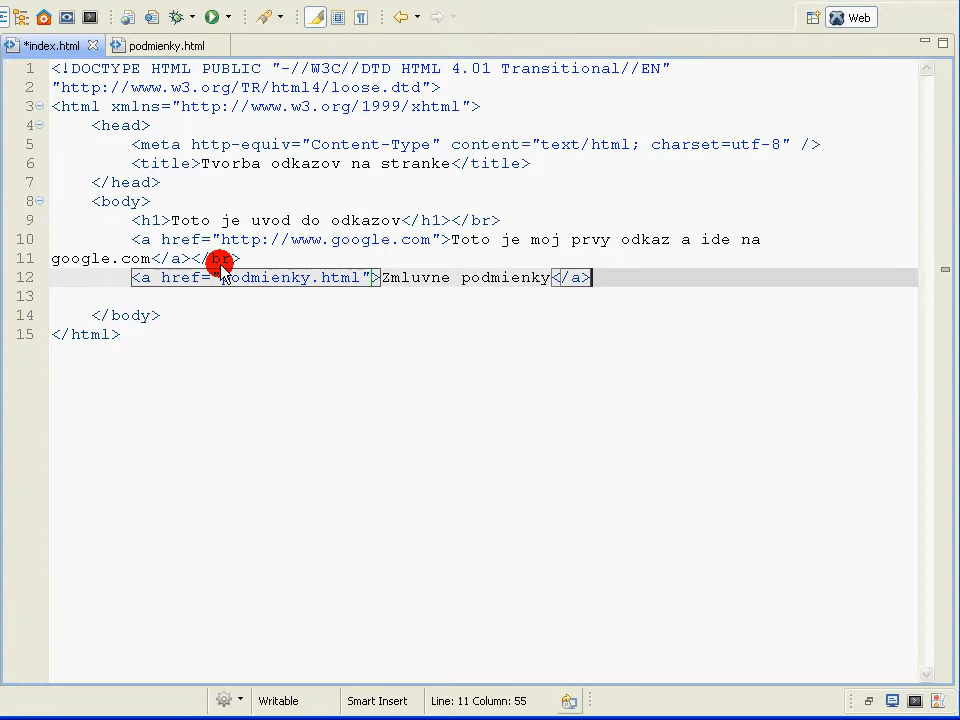 Web
*index.html
podmienky.html
1 <!DOCTYPE HTML PUBLIC "-//W3C//DTD HTML 4.01 Transitional//EN"
2 "http://www.w3.org/TR/html4/loose.dtd">
3 <html xmlns="http://www.w3.org/1999/xhtml">
4 <head>
5 <meta http-equiv="Content-Type" content="text/html; charset=utf-8" />
6 <title>Tvorba odkazov na stranke</title>
7 </head>
8 <body>
9 <h1>Toto je uvod do odkazov</h1></br>
10 <a href="http://www.google.com">Toto je moj prvy odkaz a ide na
11 google.com</a></br>
12 <a href="podmienky.html">Zmluvne podmienky</a>
13
14 </body>
15 </html>
Writable
Smart Insert
Line: 11 Column: 55